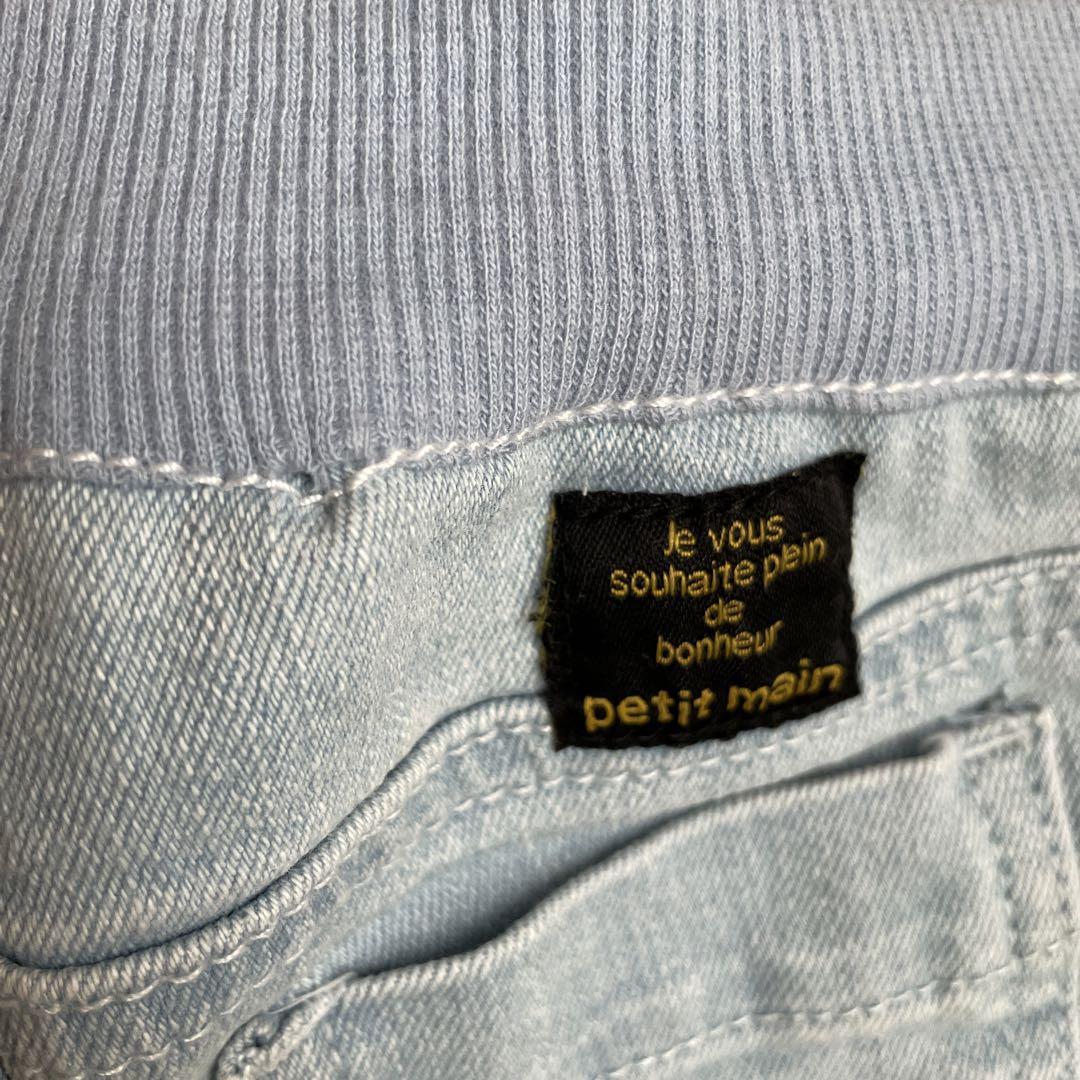 Je vous
souhaite plein
de
bonheur
petit main